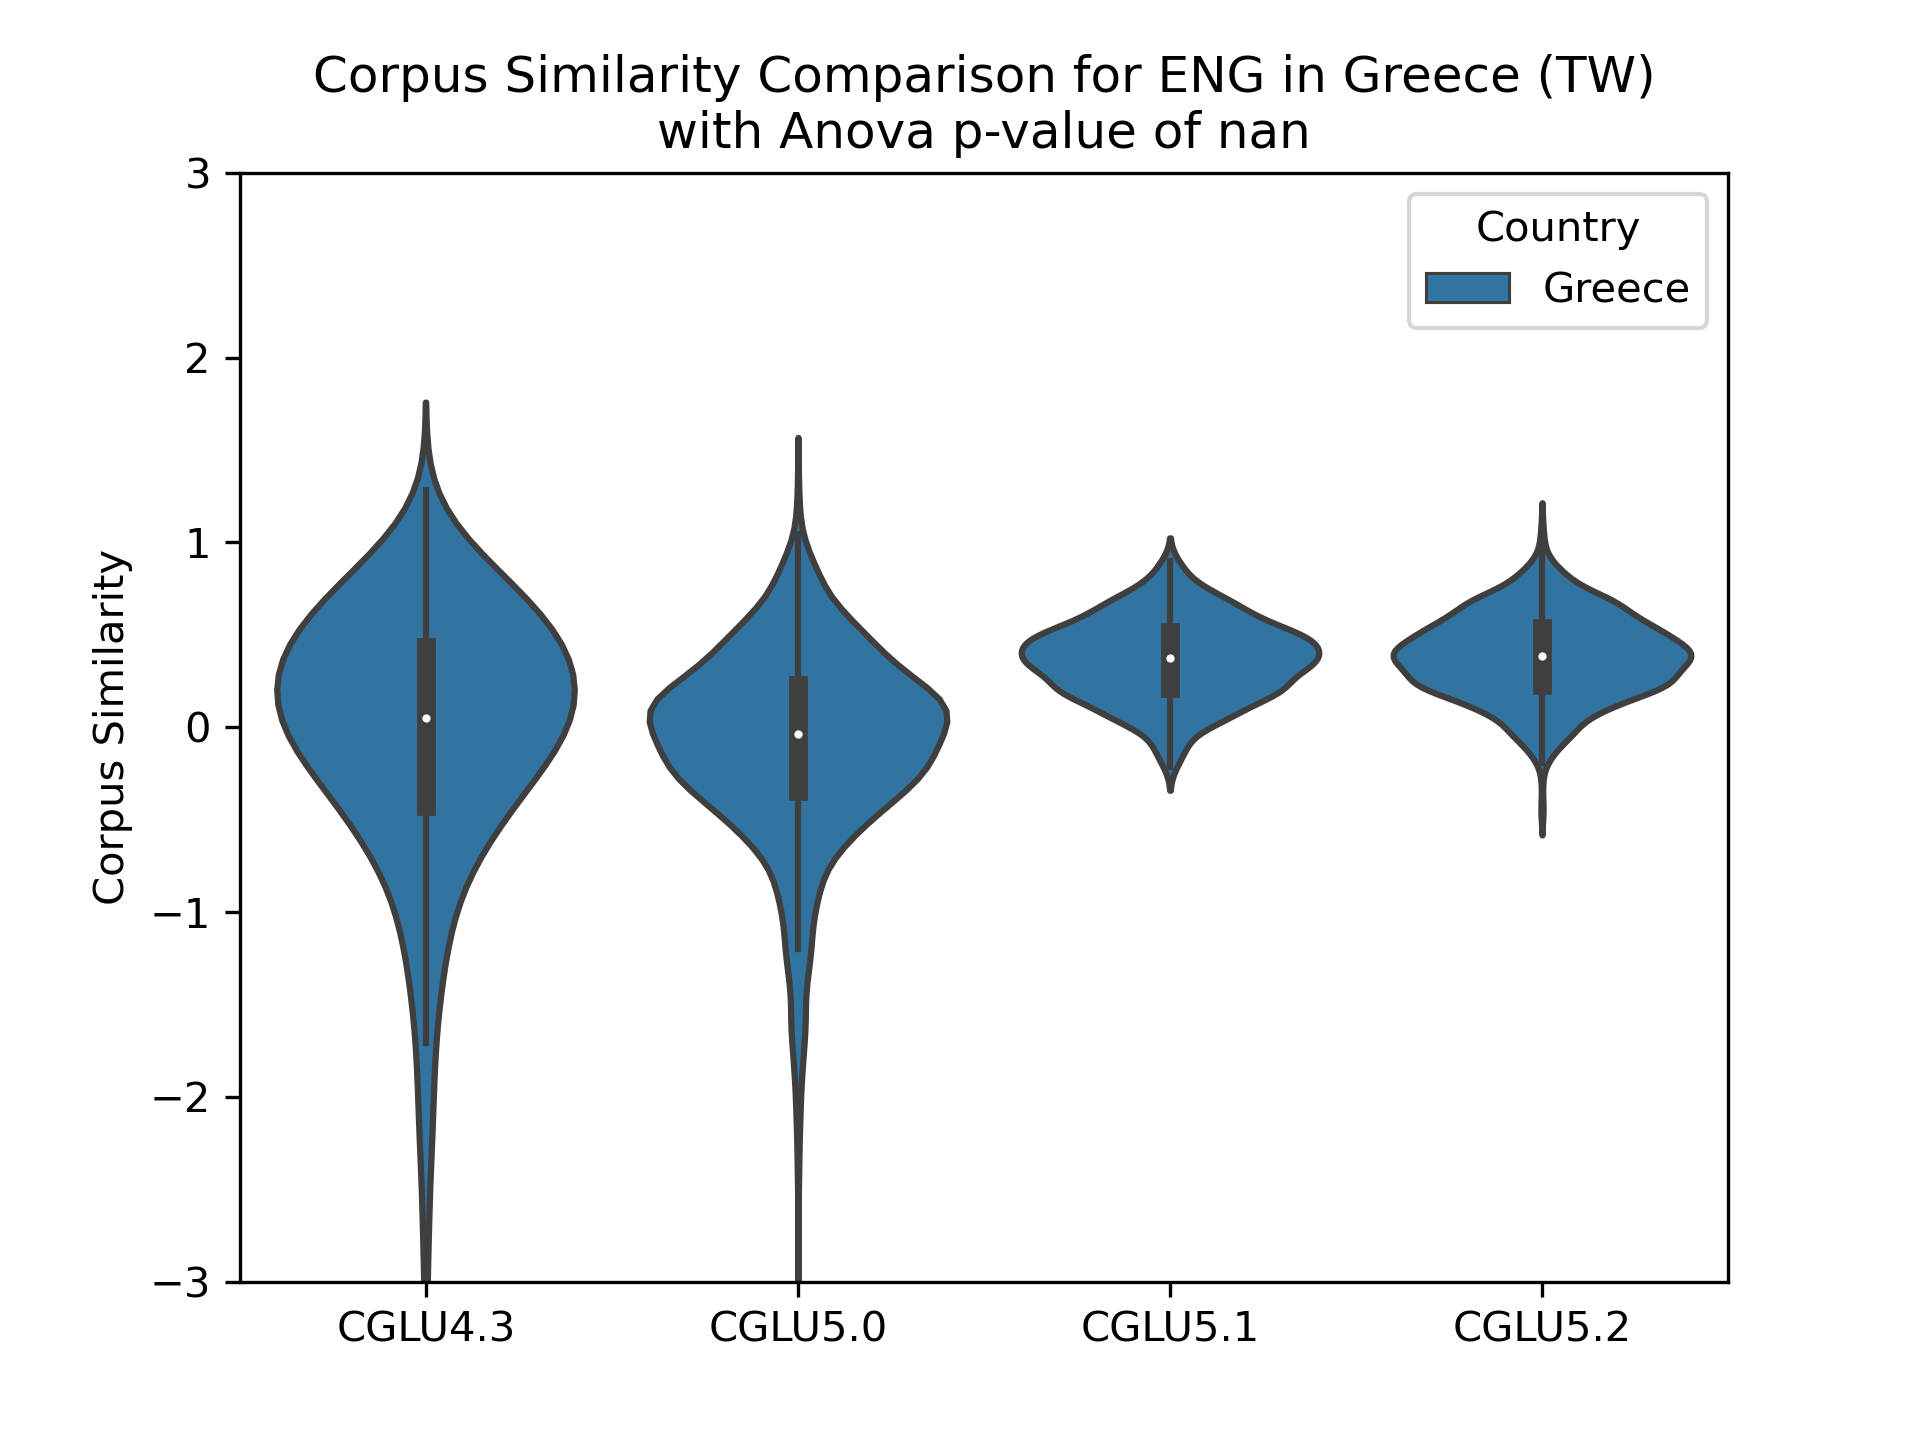 Corpus Similarity Comparison for ENG in Greece (TW)
with Anova p-value of nan
Country
Greece
Corpus Similarity
3
2
1
0
−1
−2
−3
CGLU4.3
CGLU5.0
CGLU5.1
CGLU5.2